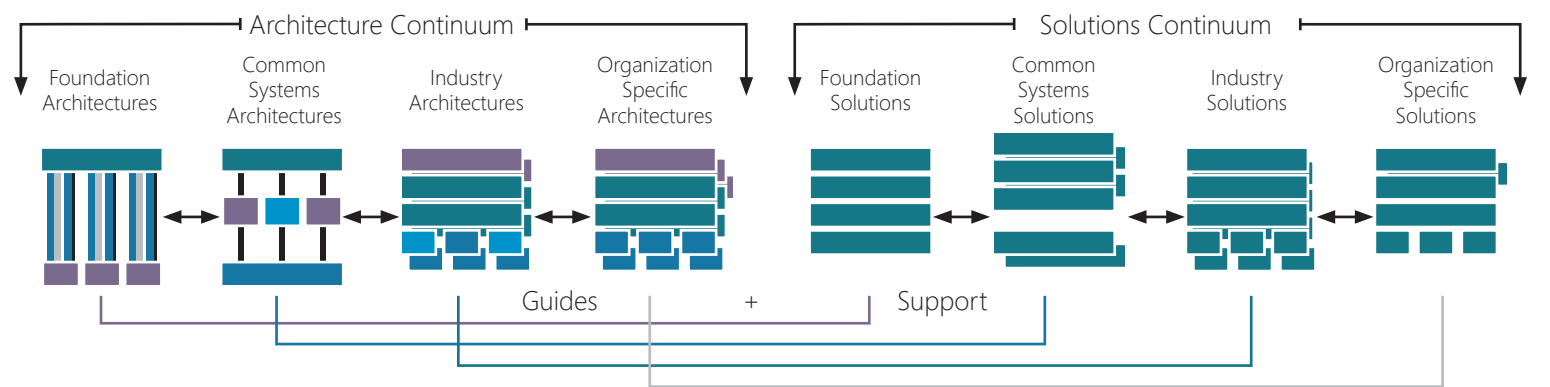 Architecture Continuum
Solutions Continuum
Foundation
Architectures
Common
Systems
Architectures
Industry
Architectures
Organization
Specific
Architectures
Foundation
Solutions
Common
Systems
Solutions
Industry
Solutions
Organization
Specific
Solutions
Guides + Support